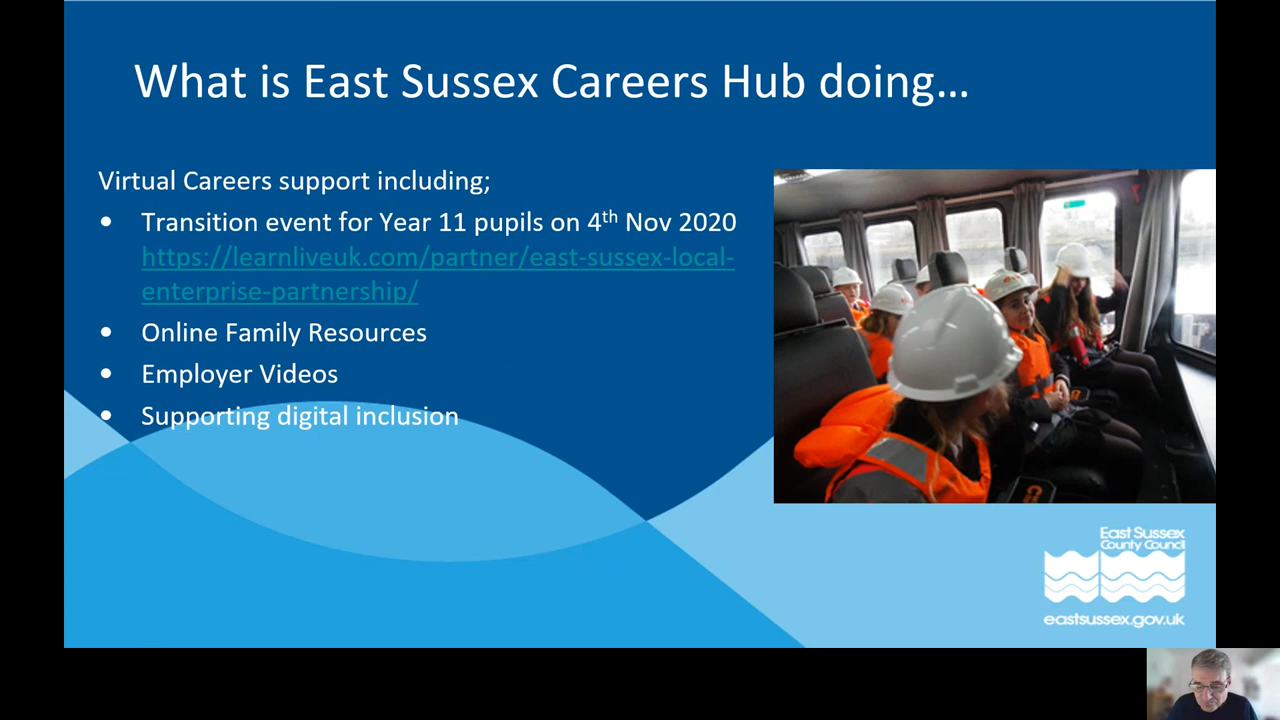 What is East Sussex Careers Hub doing...
Virtual Careers support including;
• Transition event for Year 11 pupils on 4th Nov 2020
https://learnliveuk.com/partner/east-sussex-local-
enterprise-partnership/
• Online Family Resources
• Employer Videos
• Supporting digital inclusion
East Sussex
County Council
eastsussex.gov.uk